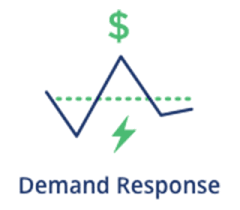 $
Demand Response